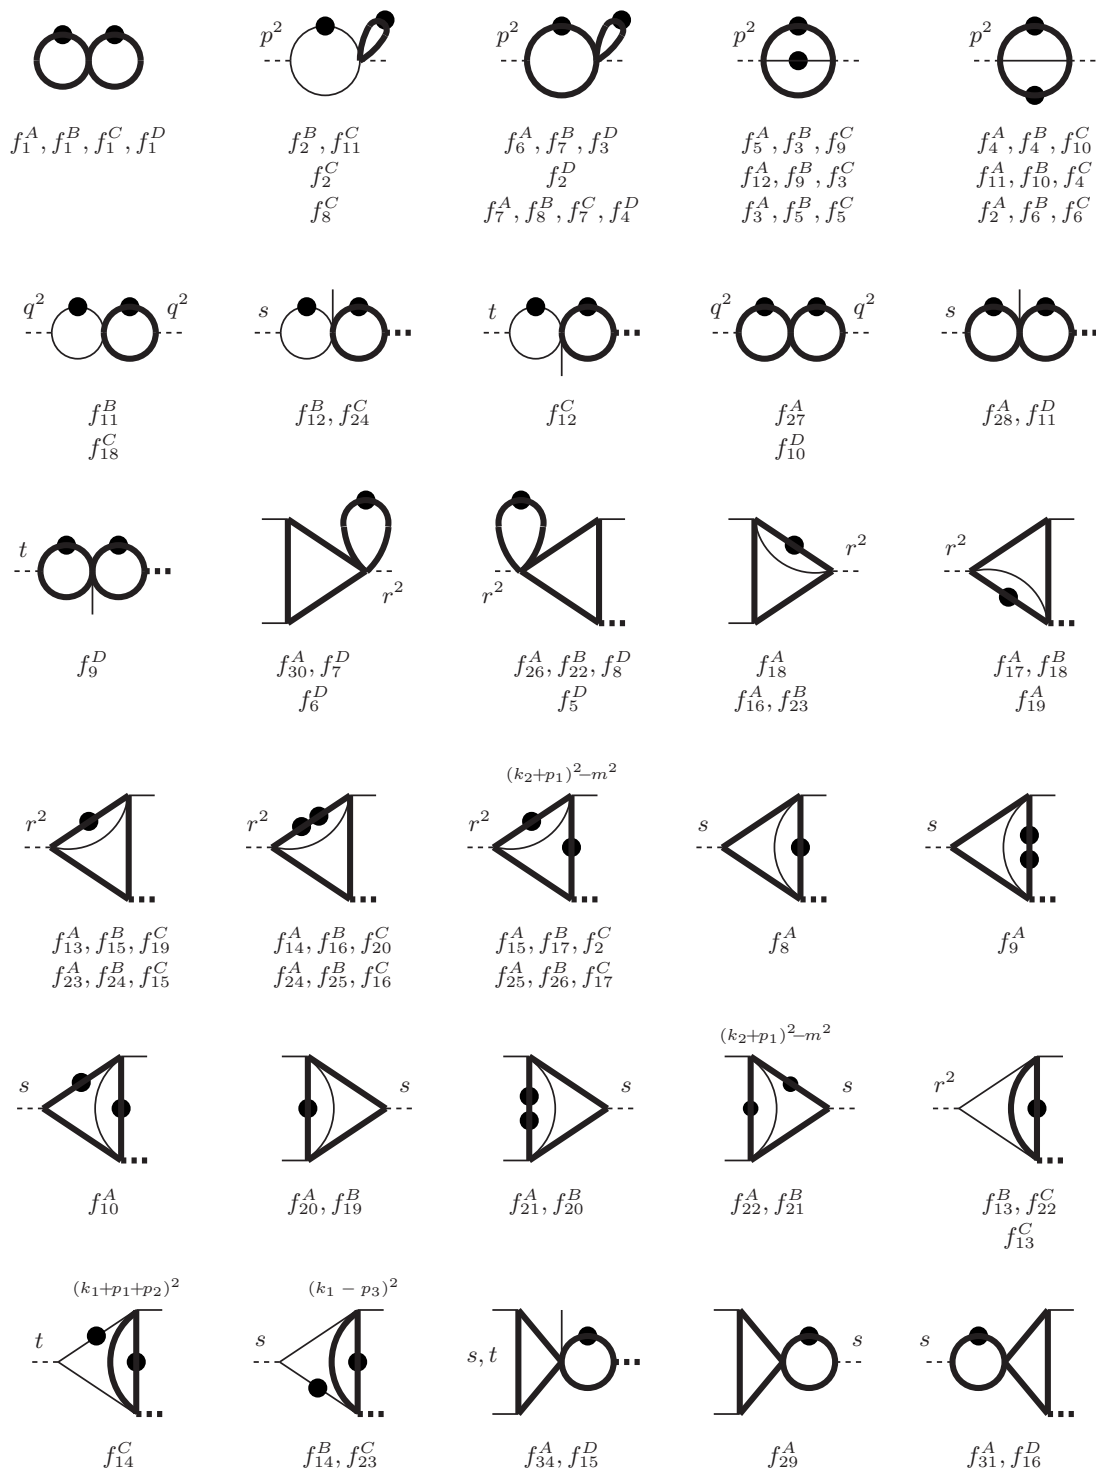 p^2 p^2 p^2 p^2
f_1^A, f_1^B, f_1^C, f_1^D f_2^B, f_{11}^C f_6^A, f_7^B, f_3^D f_5^A, f_3^B, f_9^C f_4^A, f_4^B, f_{10}^C
f_2^C f_2^D f_{12}^A, f_9^B, f_3^C f_{11}^A, f_{10}^B, f_4^C
f_8^C f_7^A, f_8^B, f_7^C, f_4^D f_3^A, f_5^B, f_5^C f_2^A, f_6^B, f_6^C
q^2 q^2 s t q^2 q^2 s
f_{11}^B f_{12}^B, f_{24}^C f_{12}^C f_{27}^A f_{28}^A, f_{11}^D
f_{18}^C f_{10}^D
t r^2 r^2 r^2 r^2
f_9^D f_{30}^A, f_7^D f_{26}^A, f_{22}^B, f_8^D f_{18}^A f_{17}^A, f_{18}^B
f_6^D f_5^D f_{16}^A, f_{23}^B f_{19}^A
(k_2+p_1)^2−m^2
r^2 r^2 r^2 s s
f_{13}^A, f_{15}^B, f_{19}^C f_{14}^A, f_{16}^B, f_{20}^C f_{15}^A, f_{17}^B, f_2^C f_8^A f_9^A
f_{23}^A, f_{24}^B, f_{15}^C f_{24}^A, f_{25}^B, f_{16}^C f_{25}^A, f_{26}^B, f_{17}^C
(k_2+p_1)^2−m^2
s s s s r^2
f_{10}^A f_{20}^A, f_{19}^B f_{21}^A, f_{20}^B f_{22}^A, f_{21}^B f_{13}^B, f_{22}^C
f_{13}^C
(k_1+p_1+p_2)^2 (k_1 − p_3)^2
t s s, t s s
f_{14}^C f_{14}^B, f_{23}^C f_{34}^A, f_{15}^D f_{29}^A f_{31}^A, f_{16}^D